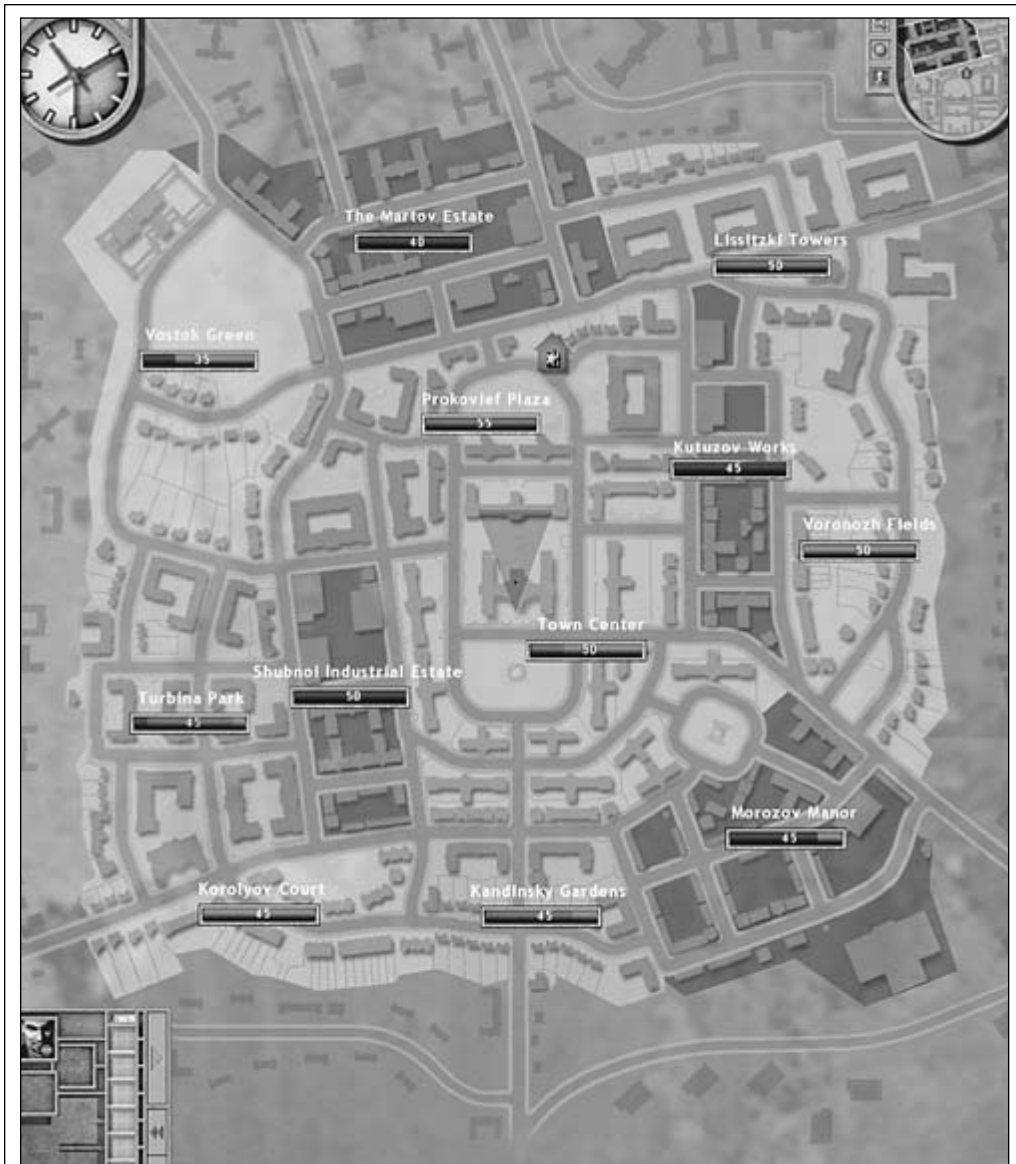 The Martov Estate
40
Lissitzki Towers
50
Vostok Green
35
Prokovief Plaza
55
Kutuzov Works
45
Voronozh Fields
50
Town Center
50
Shubnoi Industrial Estate
50
Turbina Park
45
Morozov Manor
45
Korolyov Court
45
Kandinsky Gardens
45